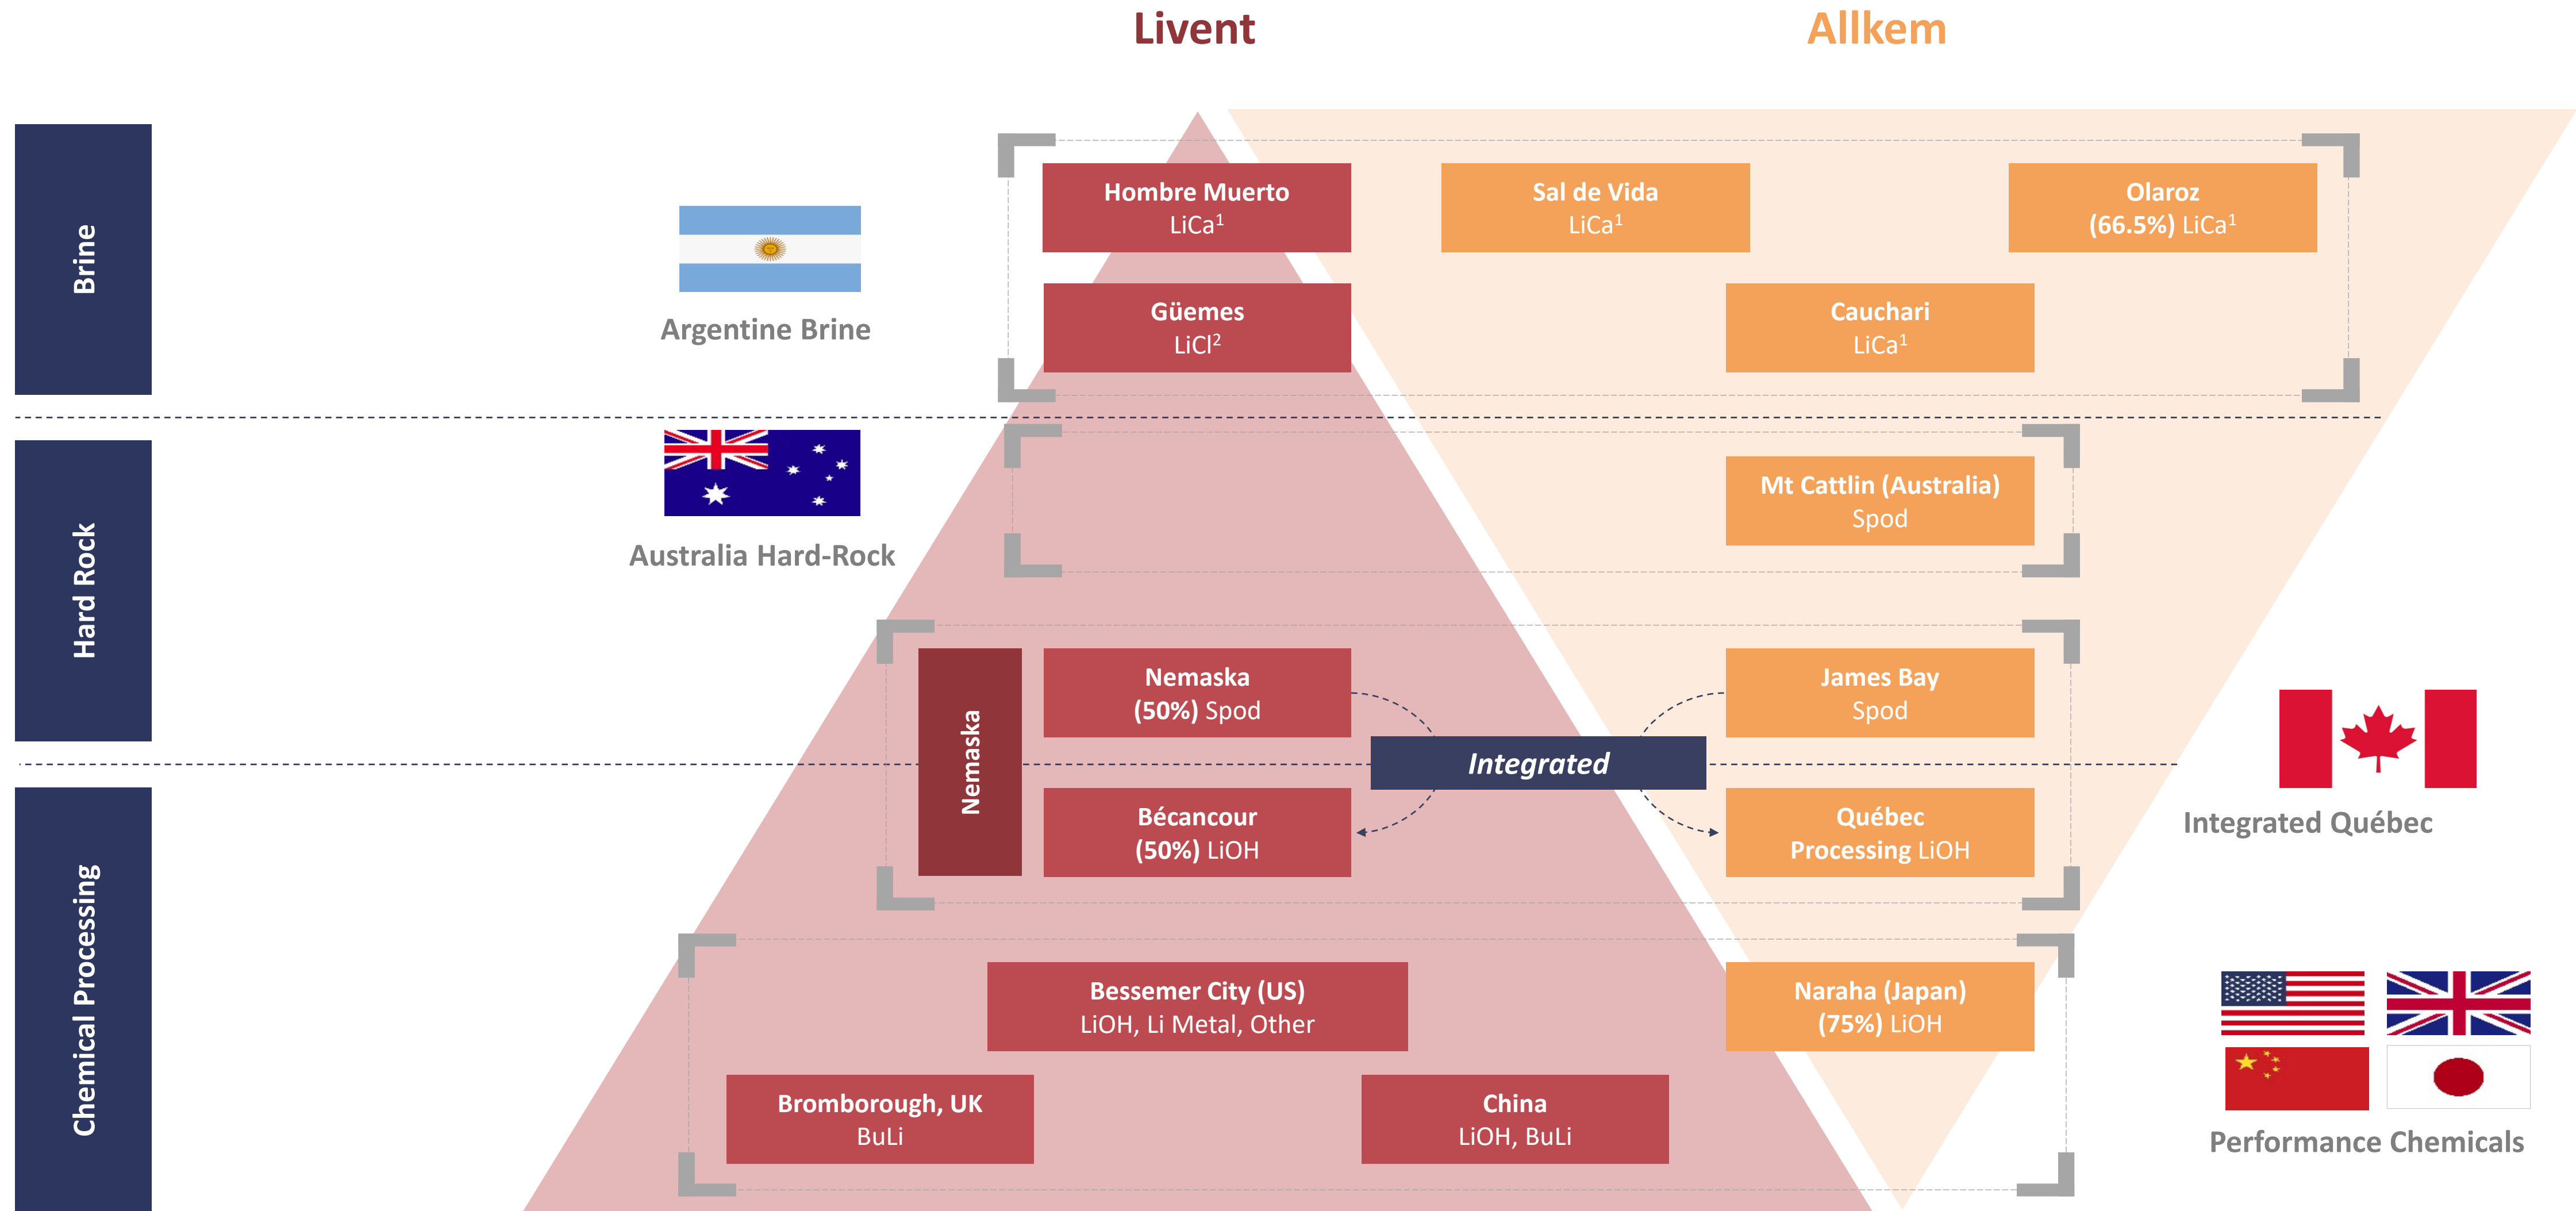 Livent
Allkem
Brine
Argentine Brine
Hombre Muerto
LiCa1
Güemes
LiCl2
Sal de Vida
LiCa1
Olaroz
(66.5%) LiCa1
Cauchari
LiCa1
Hard Rock
Australia Hard-Rock
Mt Cattlin (Australia)
Spod
Nemaska
Nemaska
(50%) Spod
James Bay
Spod
Integrated
Bécancour
(50%) LiOH
Québec
Processing LiOH
Integrated Québec
Chemical Processing
Bessemer City (US)
LiOH, Li Metal, Other
Naraha (Japan)
(75%) LiOH
Bromborough, UK
BuLi
China
LiOH, BuLi
Performance Chemicals